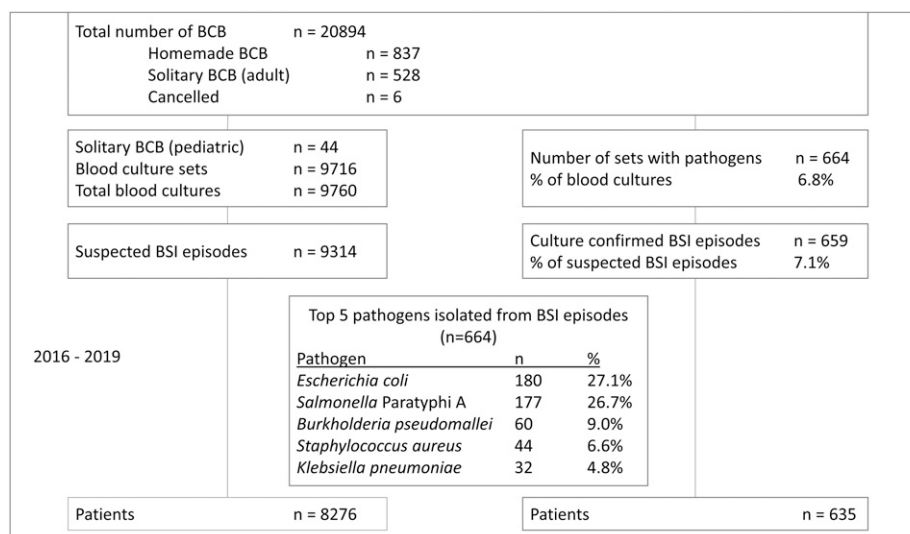 Total number of BCB n = 20894
Homemade BCB n = 837
Solitary BCB (adult) n = 528
Cancelled n = 6
Solitary BCB (pediatric) n = 44
Blood culture sets n = 9716
Total blood cultures n = 9760
Number of sets with pathogens n = 664
% of blood cultures 6.8%
Suspected BSI episodes n = 9314
Culture confirmed BSI episodes n = 659
% of suspected BSI episodes 7.1%
2016 - 2019
Top 5 pathogens isolated from BSI episodes
(n=664)
Pathogen n %
Escherichia coli 180 27.1%
Salmonella Paratyphi A 177 26.7%
Burkholderia pseudomallei 60 9.0%
Staphylococcus aureus 44 6.6%
Klebsiella pneumoniae 32 4.8%
Patients n = 8276
Patients n = 635